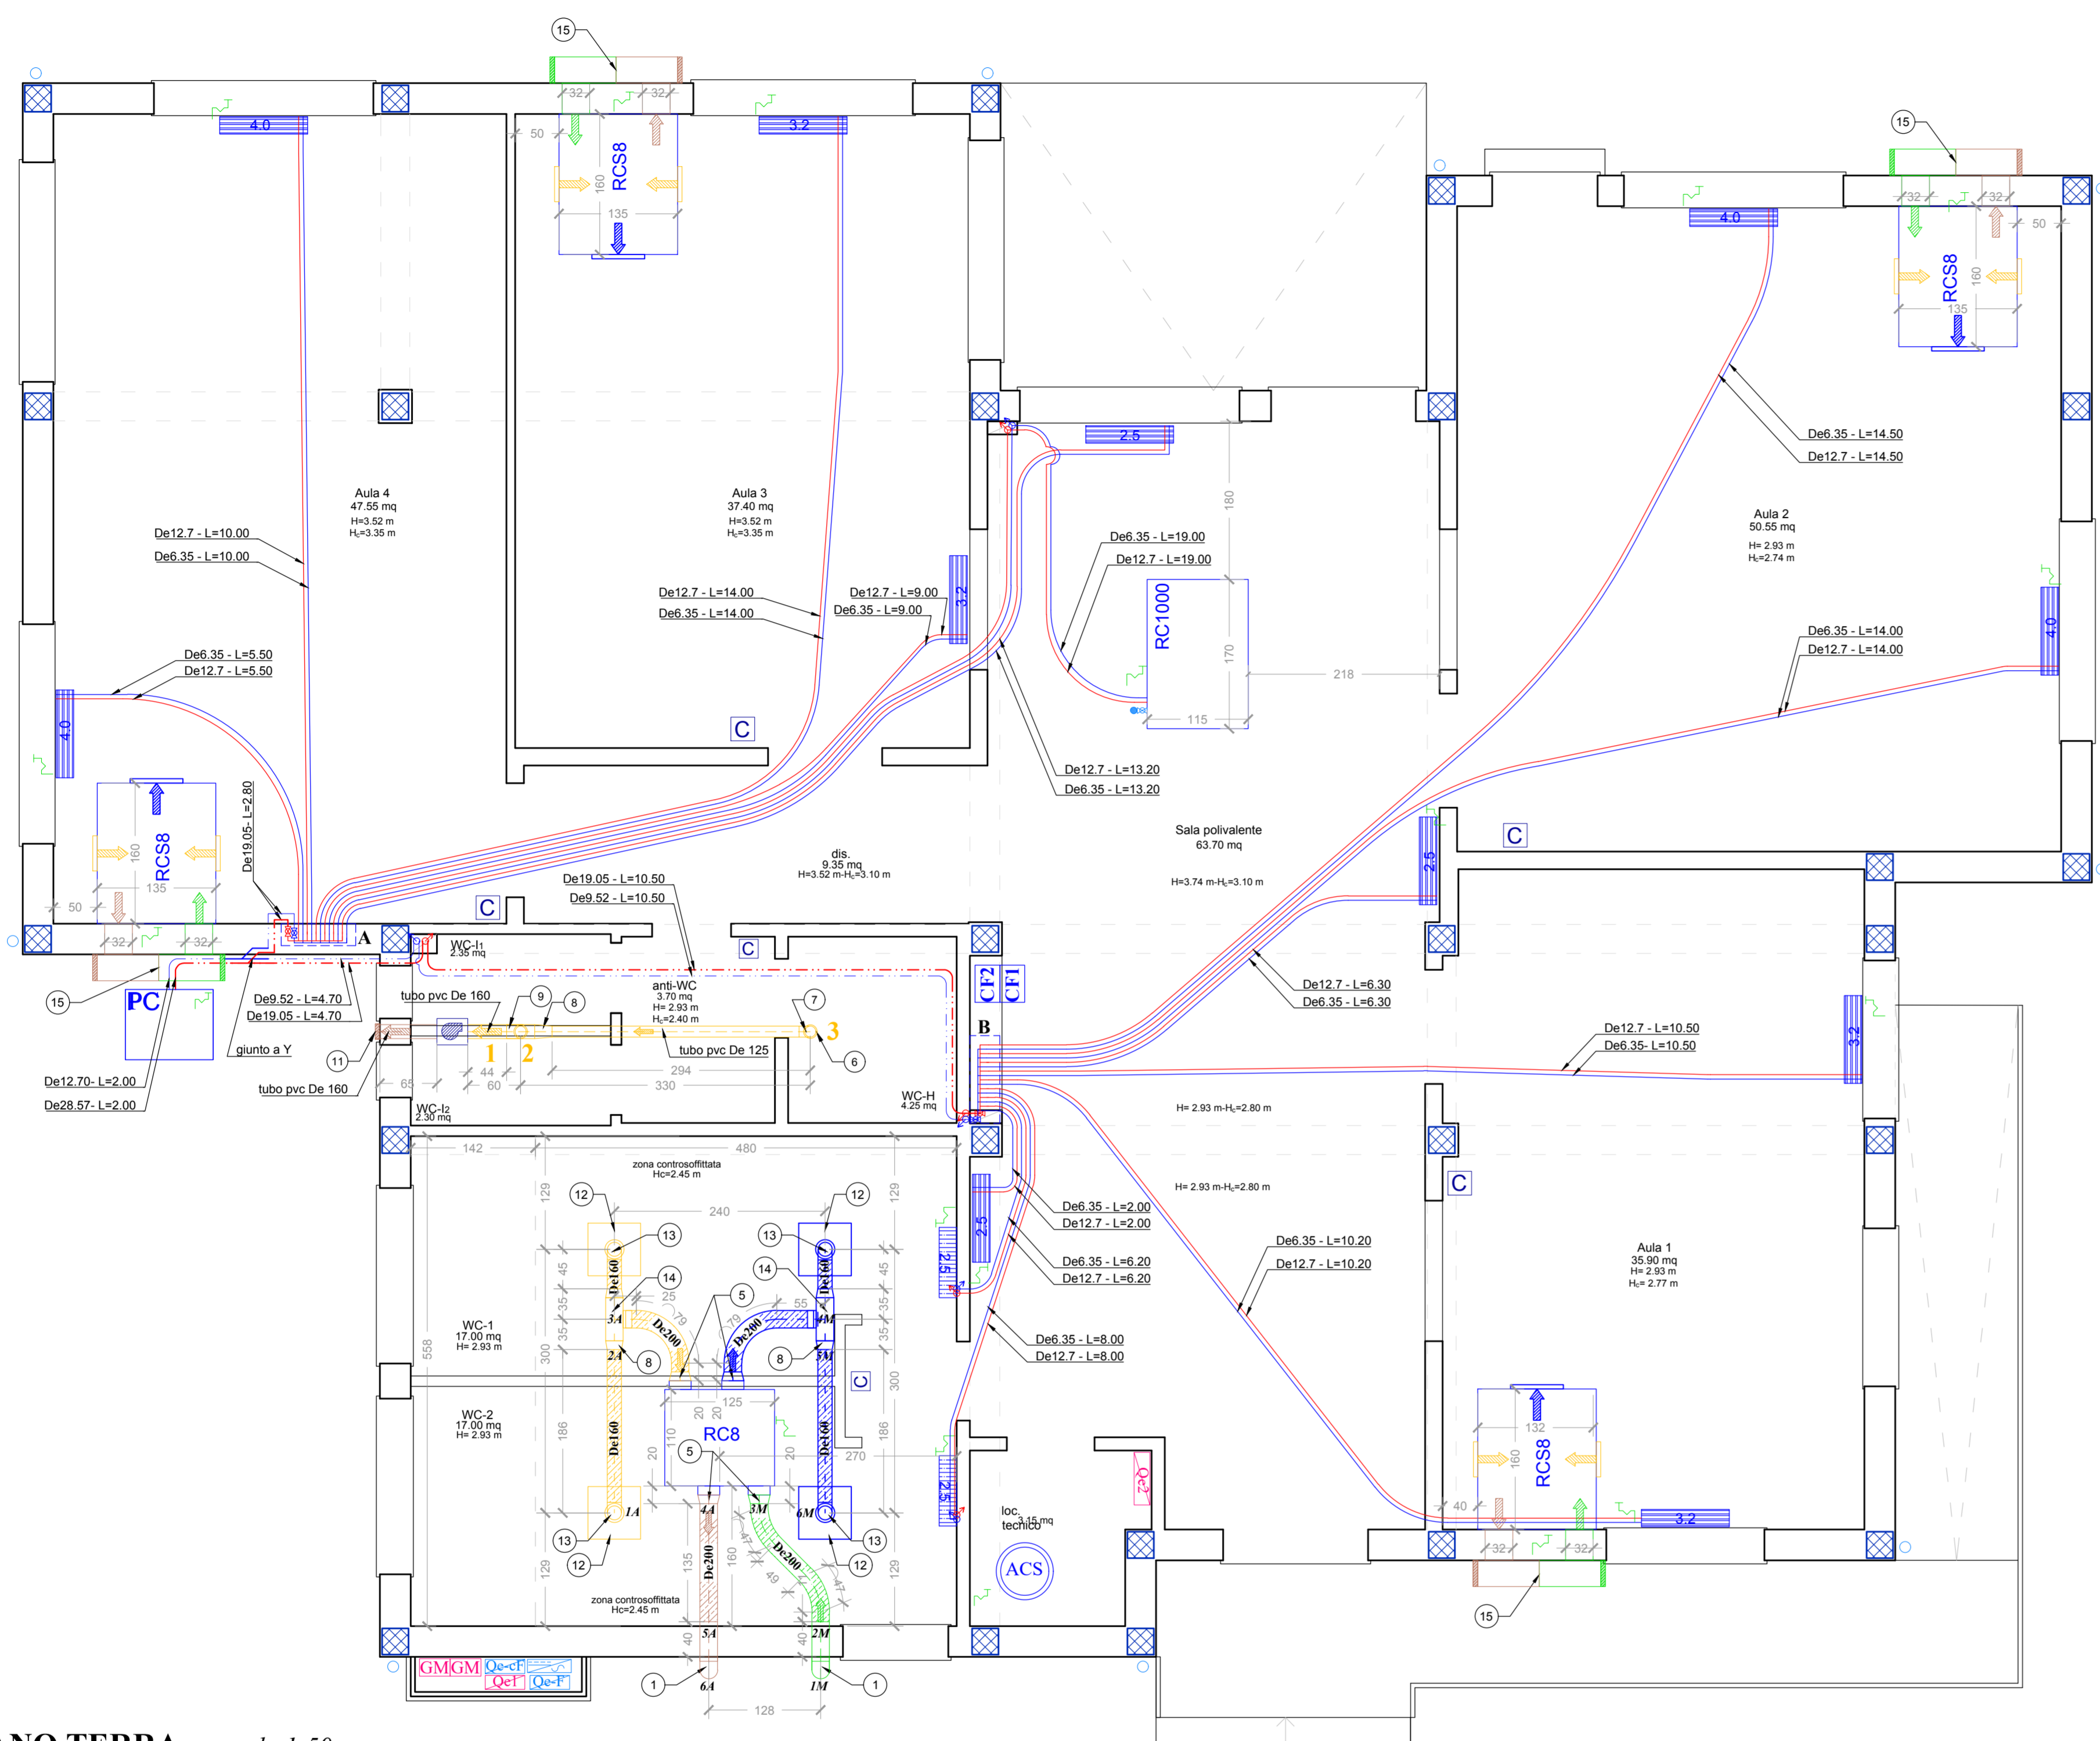 15
32
32
4.0
3.2
50
RCS8
160
135
15
32
32
4.0
50
RCS8
160
135
2.5
De6.35 - L=14.50
De12.7 - L=14.50
Aula 4
47.55 mq
H=3.52 m
Hc=3.35 m
Aula 3
37.40 mq
H=3.52 m
Hc=3.35 m
180
Aula 2
50.55 mq
H= 2.93 m
Hc=2.74 m
De12.7 - L=10.00
De6.35 - L=10.00
De6.35 - L=19.00
De12.7 - L=19.00
De12.7 - L=14.00
De6.35 - L=14.00
De12.7 - L=9.00
De6.35 - L=9.00
3.2
RC1000
170
218
115
De6.35 - L=14.00
De12.7 - L=14.00
4.0
De6.35 - L=5.50
De12.7 - L=5.50
4.0
C
De12.7 - L=13.20
De6.35 - L=13.20
De19.05- L=2.80
RCS8
160
135
50
32
32
Sala polivalente
63.70 mq
H=3.74 m-Hc=3.10 m
2.5
C
dis.
9.35 mq
H=3.52 m-Hc=3.10 m
De19.05 - L=10.50
De9.52 - L=10.50
C
A
WC-I1
2.35 mq
C
15
PC
De9.52 - L=4.70
De19.05 - L=4.70
giunto a Y
De12.70- L=2.00
De28.57- L=2.00
tubo pvc De 160
9
8
anti-WC
3.70 mq
H= 2.93 m
Hc=2.40 m
7
3
6
1
2
11
tubo pvc De 125
44
294
65
60
330
tubo pvc De 160
WC-I2
2.30 mq
WC-H
4.25 mq
CF2
CF1
B
De12.7 - L=6.30
De6.35 - L=6.30
De12.7 - L=10.50
De6.35- L=10.50
3.2
H= 2.93 m-Hc=2.80 m
142
480
zona controsoffittata
Hc=2.45 m
129
129
12
12
240
13
13
14
14
5
De160
De160
45
45
25
55
35
35
79
79
35
35
3A
4M
De200
De200
2A
5M
8
8
558
300
300
WC-1
17.00 mq
H= 2.93 m
WC-2
17.00 mq
H= 2.93 m
C
125
20
20
RC8
110
5
186
186
De160
De160
20
20
270
1A
4A
3M
6M
13
13
12
12
De200
De200
135
160
47
49
77
47
129
129
zona controsoffittata
Hc=2.45 m
40
40
5A
2M
6A
1M
1
1
128
2.5
2.5
2.5
H= 2.93 m-Hc=2.80 m
De6.35 - L=2.00
De12.7 - L=2.00
De6.35 - L=6.20
De12.7 - L=6.20
De6.35 - L=8.00
De12.7 - L=8.00
De6.35 - L=10.20
De12.7 - L=10.20
C
Aula 1
35.90 mq
H= 2.93 m
Hc= 2.77 m
132
RCS8
160
40
32
32
3.2
15
Qe2
loc.
tecnico
3.15 mq
ACS
GM
GM
Qe-cF
Qe1
Qe-F